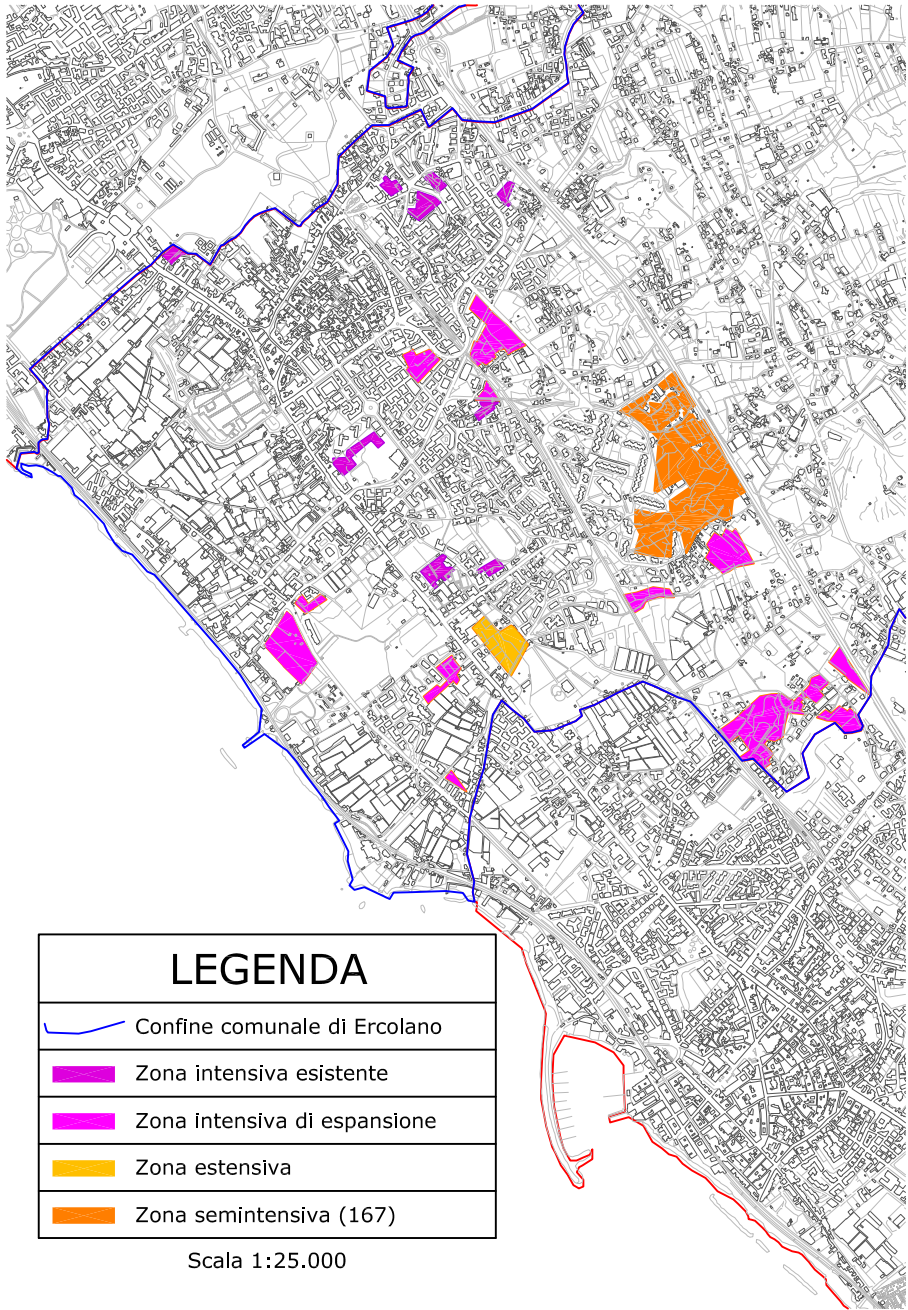 LEGENDA
Confine comunale di Ercolano
Zona intensiva esistente
Zona intensiva di espansione
Zona estensiva
Zona semintensiva (167)
Scala 1:25.000